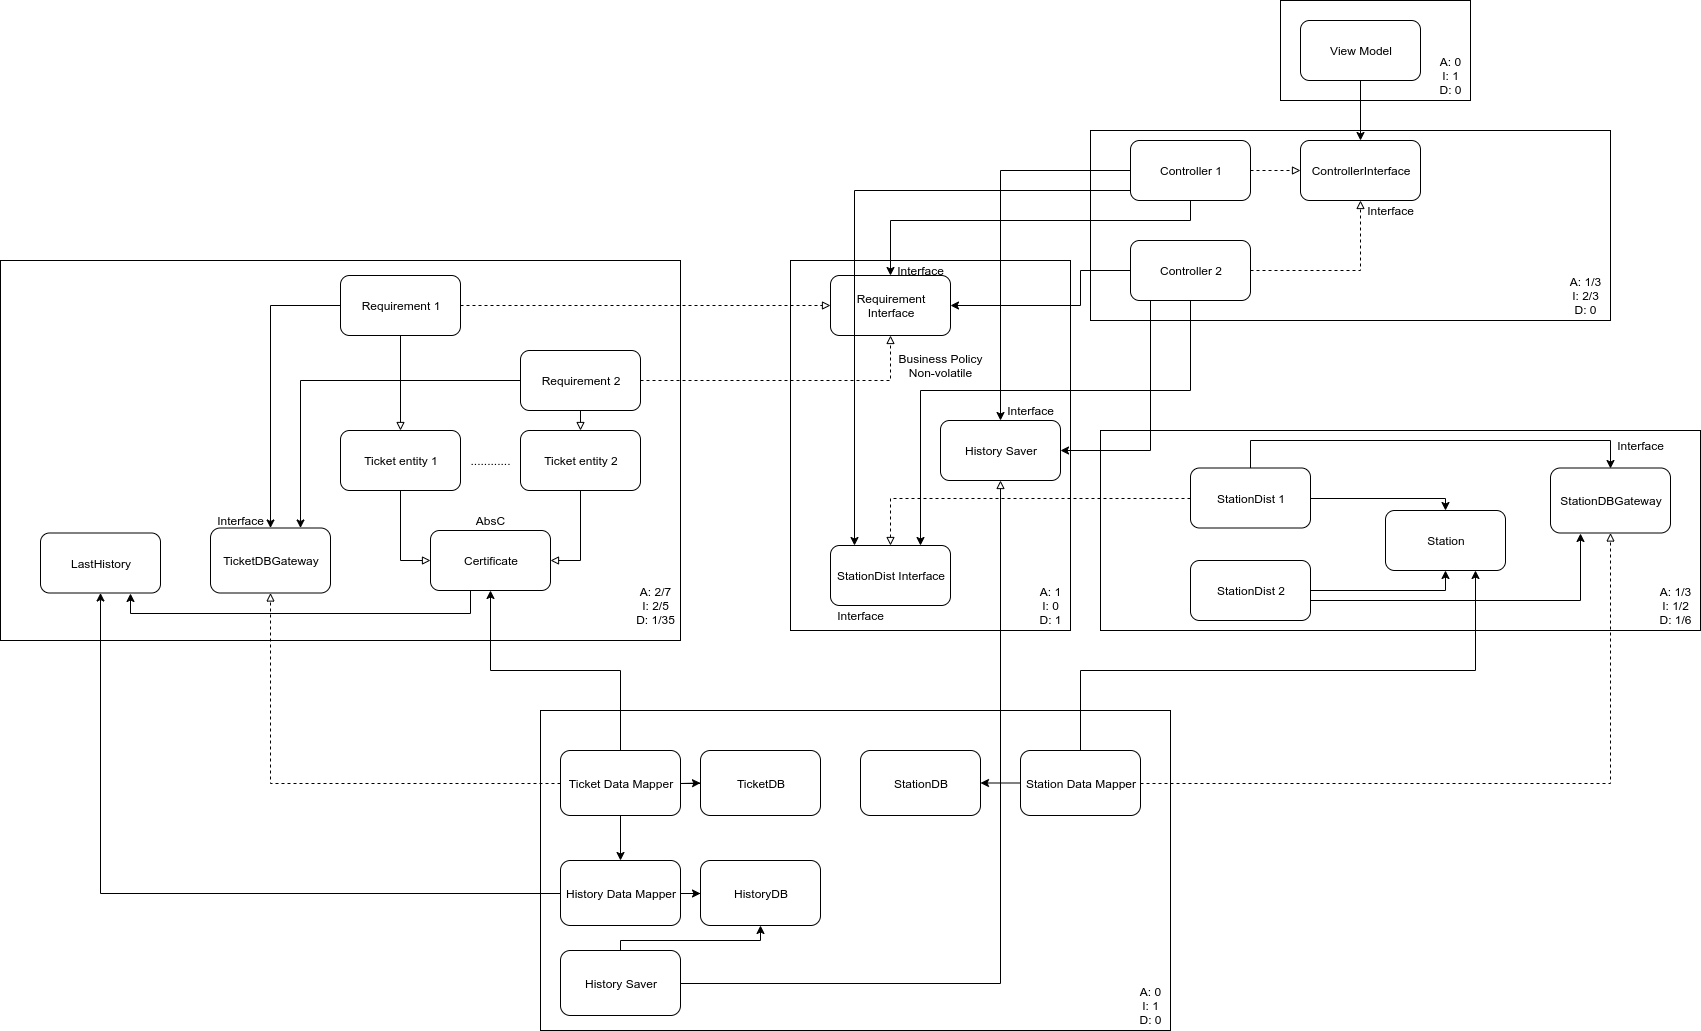 View Model
A: 0
I: 1
D: 0
Controller 1
ControllerInterface
Interface
Controller 2
A: 1/3
I: 2/3
D: 0
Requirement 1
Requirement 2
Ticket entity 1
............
Ticket entity 2
AbsC
Interface
LastHistory
TicketDBGateway
Certificate
A: 2/7
I: 2/5
D: 1/35
Interface
Requirement
Interface
Business Policy
Non-volatile
Interface
History Saver
StationDist Interface
Interface
A: 1
I: 0
D: 1
Interface
StationDist 1
StationDBGateway
Station
StationDist 2
A: 1/3
I: 1/2
D: 1/6
Ticket Data Mapper
TicketDB
StationDB
Station Data Mapper
History Data Mapper
HistoryDB
History Saver
A: 0
I: 1
D: 0